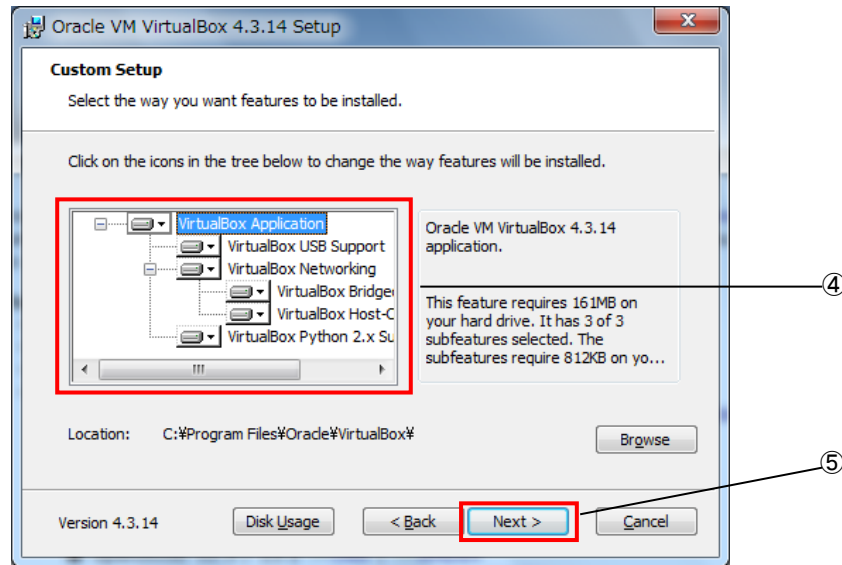 Oracle VM VirtualBox 4.3.14 Setup
Custom Setup
Select the way you want features to be installed.
Click on the icons in the tree below to change the way features will be installed.
VirtualBox Application
VirtualBox USB Support
VirtualBox Networking
VirtualBox Bridge
VirtualBox Host-C
VirtualBox Python 2.x Su
Oracle VM VirtualBox 4.3.14
application.
This feature requires 161MB on
your hard drive. It has 3 of 3
subfeatures selected. The
subfeatures require 812KB on yo...
④
Location: C:¥Program Files¥Oracle¥VirtualBox¥
Browse
⑤
Version 4.3.14
Disk Usage
< Back
Next >
Cancel